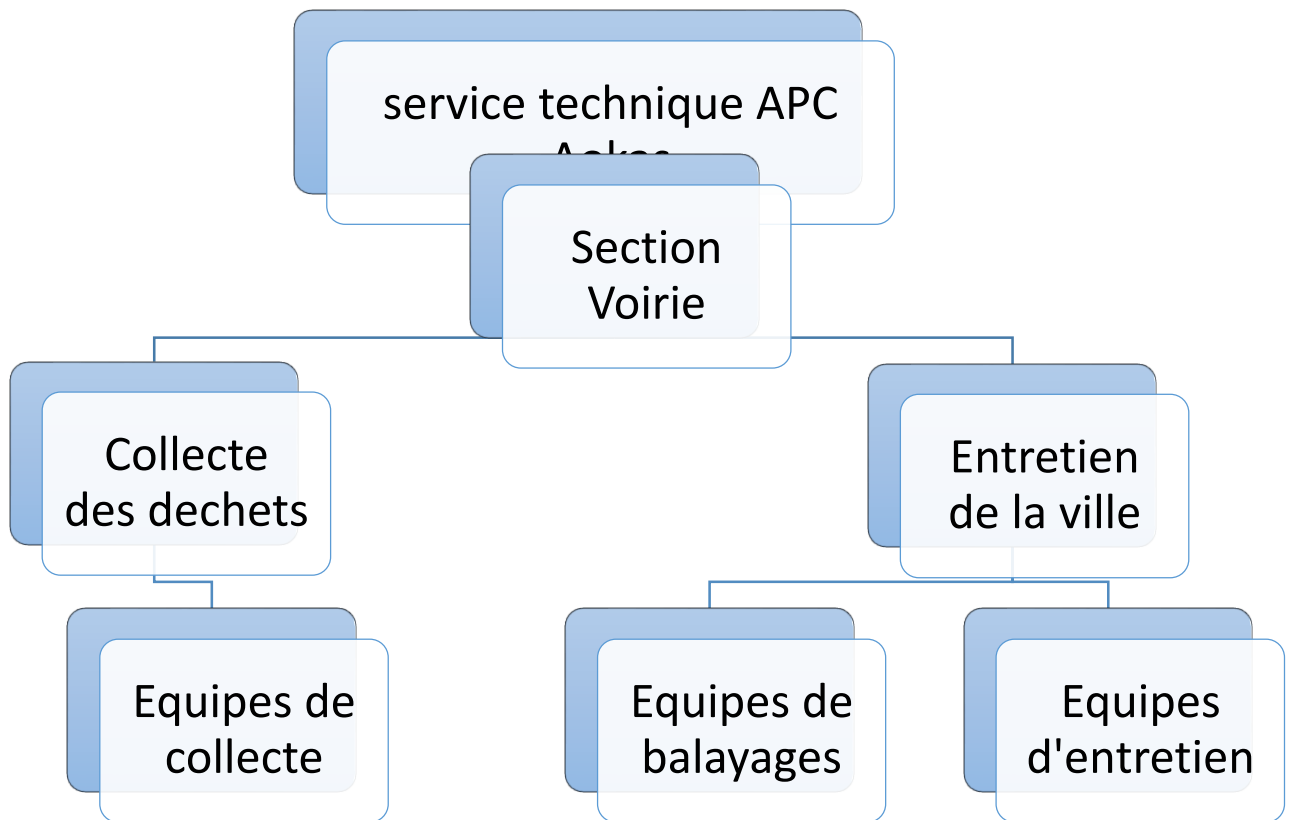 service technique APC
Aokas
Section
Voirie
Collecte
des dechets
Entretien
de la ville
Equipes de
collecte
Equipes de
balayages
Equipes
d'entretien